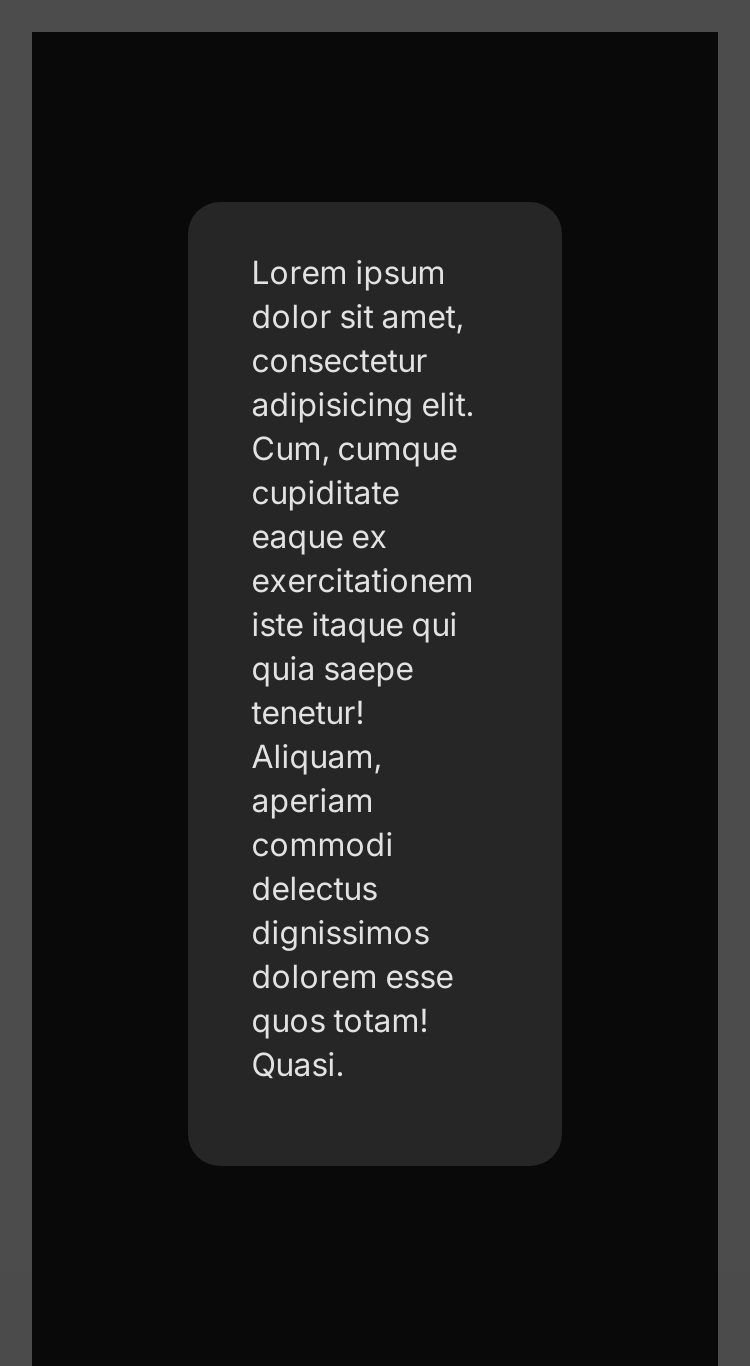 Lorem ipsum
dolor sit amet,
consectetur
adipisicing elit.
Cum, cumque
cupiditate
eaque ex
exercitationem
iste itaque qui
quia saepe
tenetur!
Aliquam,
aperiam
commodi
delectus
dignissimos
dolorem esse
quos totam!
Quasi.